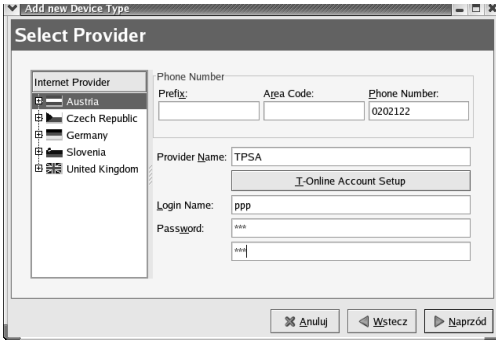 Add new Device Type
Select Provider
Internet Provider
Austria
Czech Republic
Germany
Slovenia
United Kingdom
Phone Number
Prefix:
Area Code:
Phone Number:
0202122
Provider Name:
TPSA
T-Online Account Setup
Login Name:
ppp
Password:
***
***
Anuluj
Wstecz
Naprzód